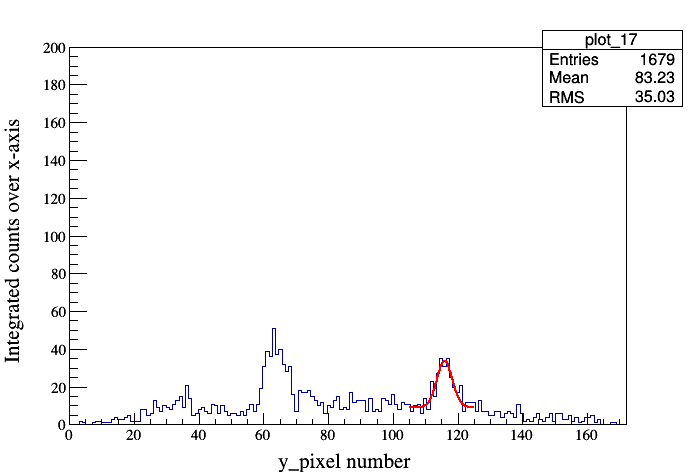 plot_17
Entries 1679
Mean 83.23
RMS 35.03
Integrated counts over x-axis
200
180
160
140
120
100
80
60
40
20
0
0 20 40 60 80 100 120 140 160
y_pixel number